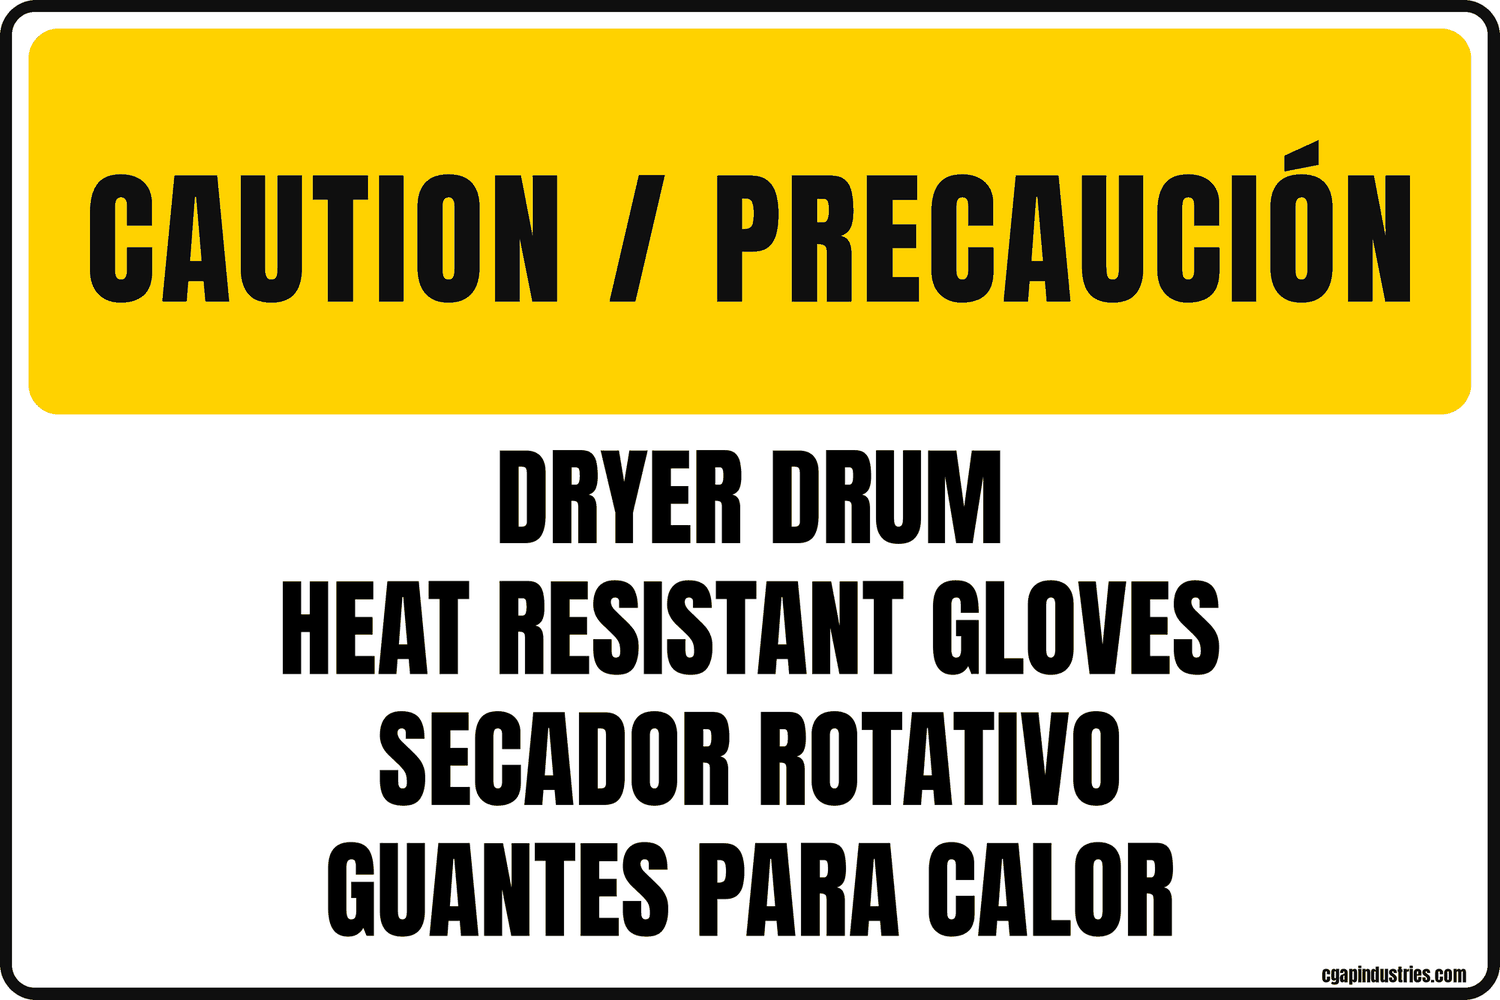 CAUTION / PRECAUCIÓN
DRYER DRUM
HEAT RESISTANT GLOVES
SECADOR ROTATIVO
GUANTES PARA CALOR
cgapindustries.com